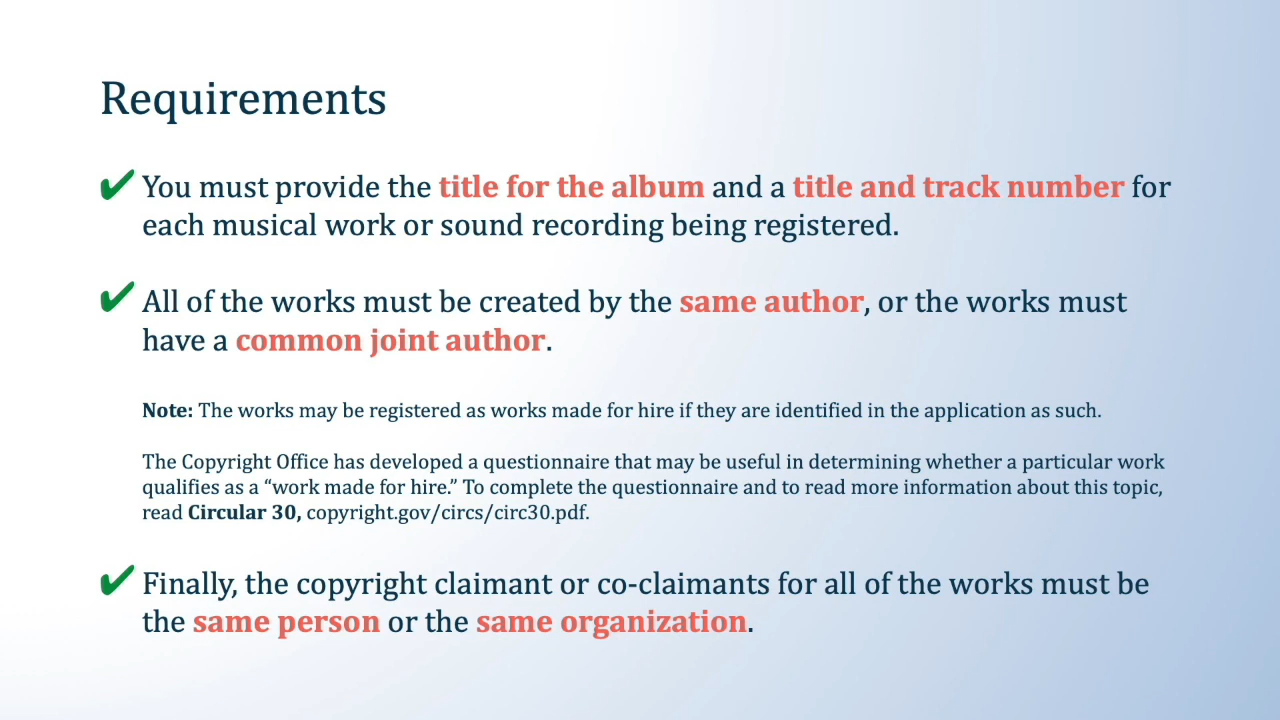 Requirements
You must provide the title for the album and a title and track number for
each musical work or sound recording being registered.
All of the works must be created by the same author, or the works must
have a common joint author.
Note: The works may be registered as works made for hire if they are identified in the application as such.
The Copyright Office has developed a questionnaire that may be useful in determining whether a particular work
qualifies as a “work made for hire.” To complete the questionnaire and to read more information about this topic,
read Circular 30, copyright.gov/circs/circ30.pdf.
Finally, the copyright claimant or co-claimants for all of the works must be
the same person or the same organization.